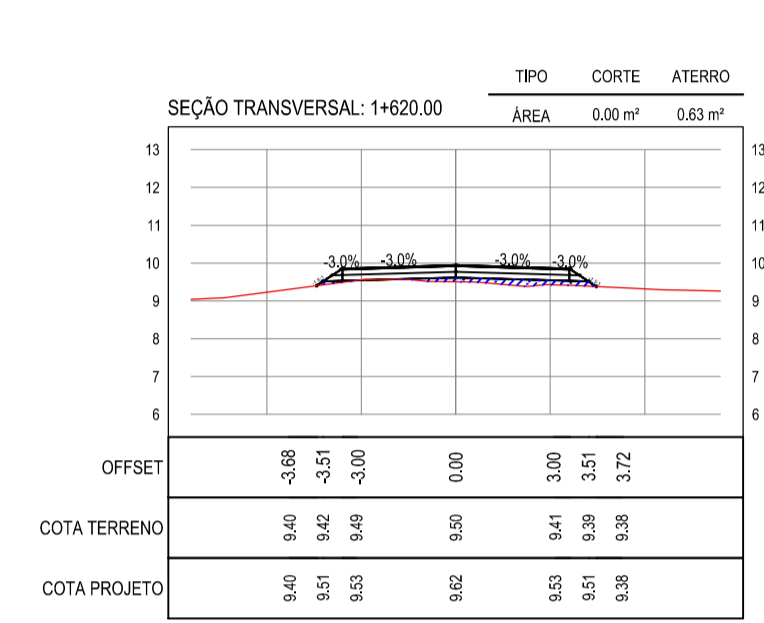 TIPO CORTE ATERRO
SEÇÃO TRANSVERSAL: 1+620.00
ÁREA 0.00 m² 0.63 m²
13 13
12 12
11 11
10 -3.0% -3.0% -3.0% -3.0% 10
9 9
8 8
7 7
6 6
OFFSET -3.68 -3.51 -3.00 0.00 3.00 3.51 3.72
COTA TERRENO 9.40 9.42 9.49 9.50 9.41 9.39 9.38
COTA PROJETO 9.40 9.51 9.53 9.62 9.53 9.51 9.38